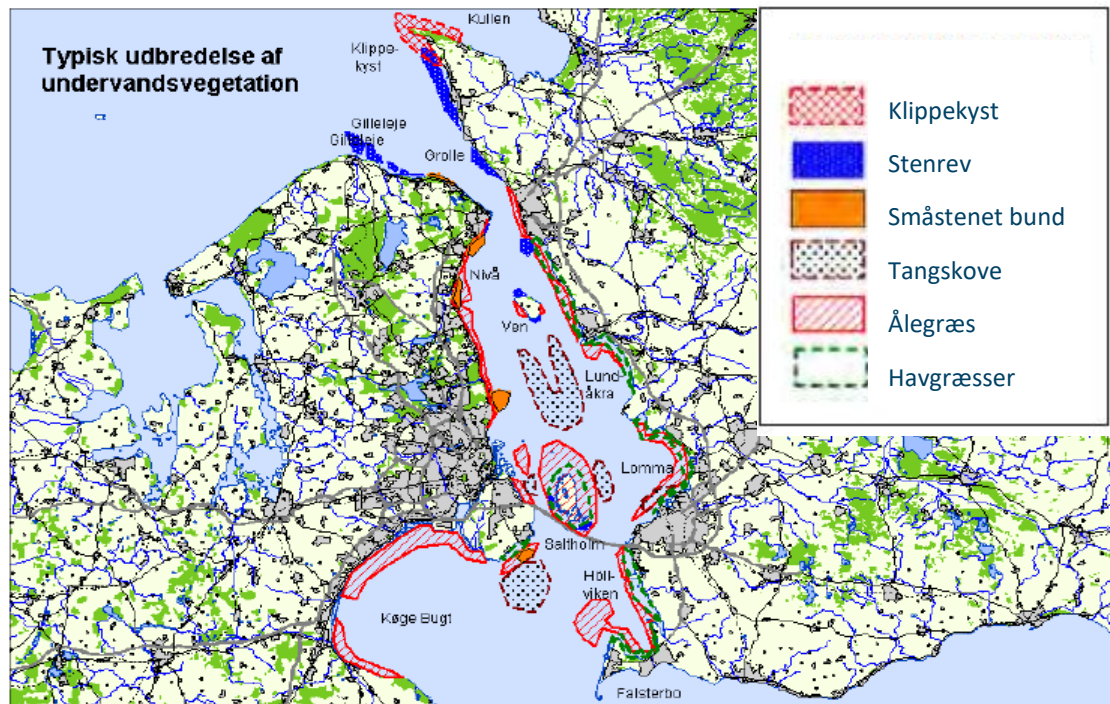 Typisk udbredelse af
undervandsvegetation
Kullen
Klippe-
kyst
Gilleleje
Gilleleje
Grolle
Nivå
Ven
Lund-
åkra
Lomma
Saltholm
Höll-
viken
Køge Bugt
Falsterbo
Klippekyst
Stenrev
Småstenet bund
Tangskove
Ålegræs
Havgræsser